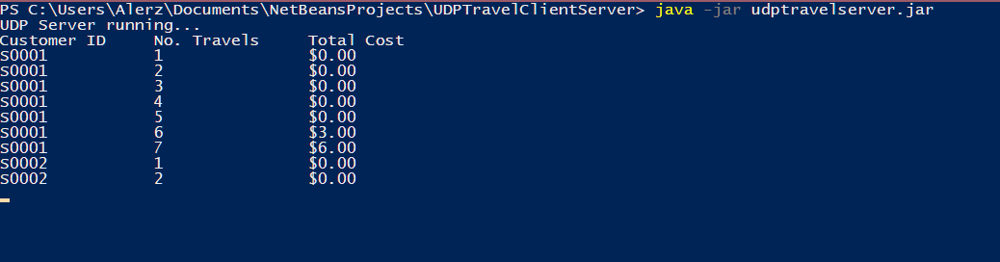 PS C:\Users\Alerz\Documents\NetBeansProjects\UDPTravelClientServer> java -jar udptravelserver.jar
UDP Server running...
Customer ID     No. Travels     Total Cost
S0001           1               $0.00
S0001           2               $0.00
S0001           3               $0.00
S0001           4               $0.00
S0001           5               $0.00
S0001           6               $3.00
S0001           7               $6.00
S0002           1               $0.00
S0002           2               $0.00